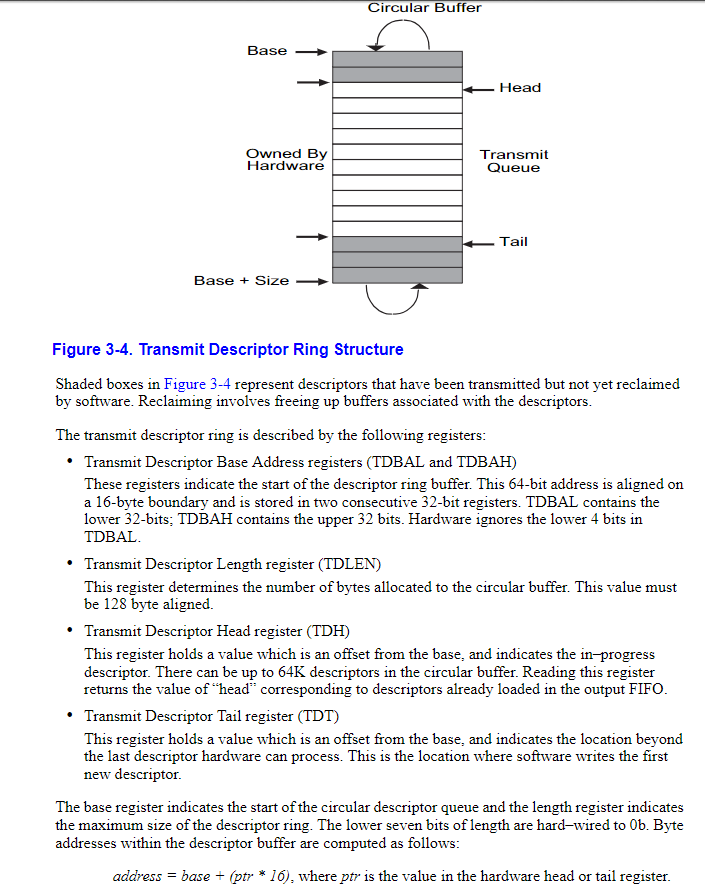 Circular Buffer
Base
Head
Owned By
Hardware
Transmit
Queue
Tail
Base + Size
Figure 3-4. Transmit Descriptor Ring Structure
Shaded boxes in Figure 3-4 represent descriptors that have been transmitted but not yet reclaimed
by software. Reclaiming involves freeing up buffers associated with the descriptors.
The transmit descriptor ring is described by the following registers:
• Transmit Descriptor Base Address registers (TDBAL and TDBAH)
These registers indicate the start of the descriptor ring buffer. This 64-bit address is aligned on
a 16-byte boundary and is stored in two consecutive 32-bit registers. TDBAL contains the
lower 32-bits; TDBAH contains the upper 32 bits. Hardware ignores the lower 4 bits in
TDBAL.
• Transmit Descriptor Length register (TDLEN)
This register determines the number of bytes allocated to the circular buffer. This value must
be 128 byte aligned.
• Transmit Descriptor Head register (TDH)
This register holds a value which is an offset from the base, and indicates the in–progress
descriptor. There can be up to 64K descriptors in the circular buffer. Reading this register
returns the value of “head” corresponding to descriptors already loaded in the output FIFO.
• Transmit Descriptor Tail register (TDT)
This register holds a value which is an offset from the base, and indicates the location beyond
the last descriptor hardware can process. This is the location where software writes the first
new descriptor.
The base register indicates the start of the circular descriptor queue and the length register indicates
the maximum size of the descriptor ring. The lower seven bits of length are hard–wired to 0b. Byte
addresses within the descriptor buffer are computed as follows:
address = base + (ptr * 16), where ptr is the value in the hardware head or tail register.